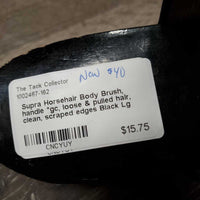 New $40
The Tack Collector
1002487-162
Supra Horsehair Body Brush,
handle *gc, loose & pulled hair,
clean, scraped edges Black Lg
$15.75
CNCYUY